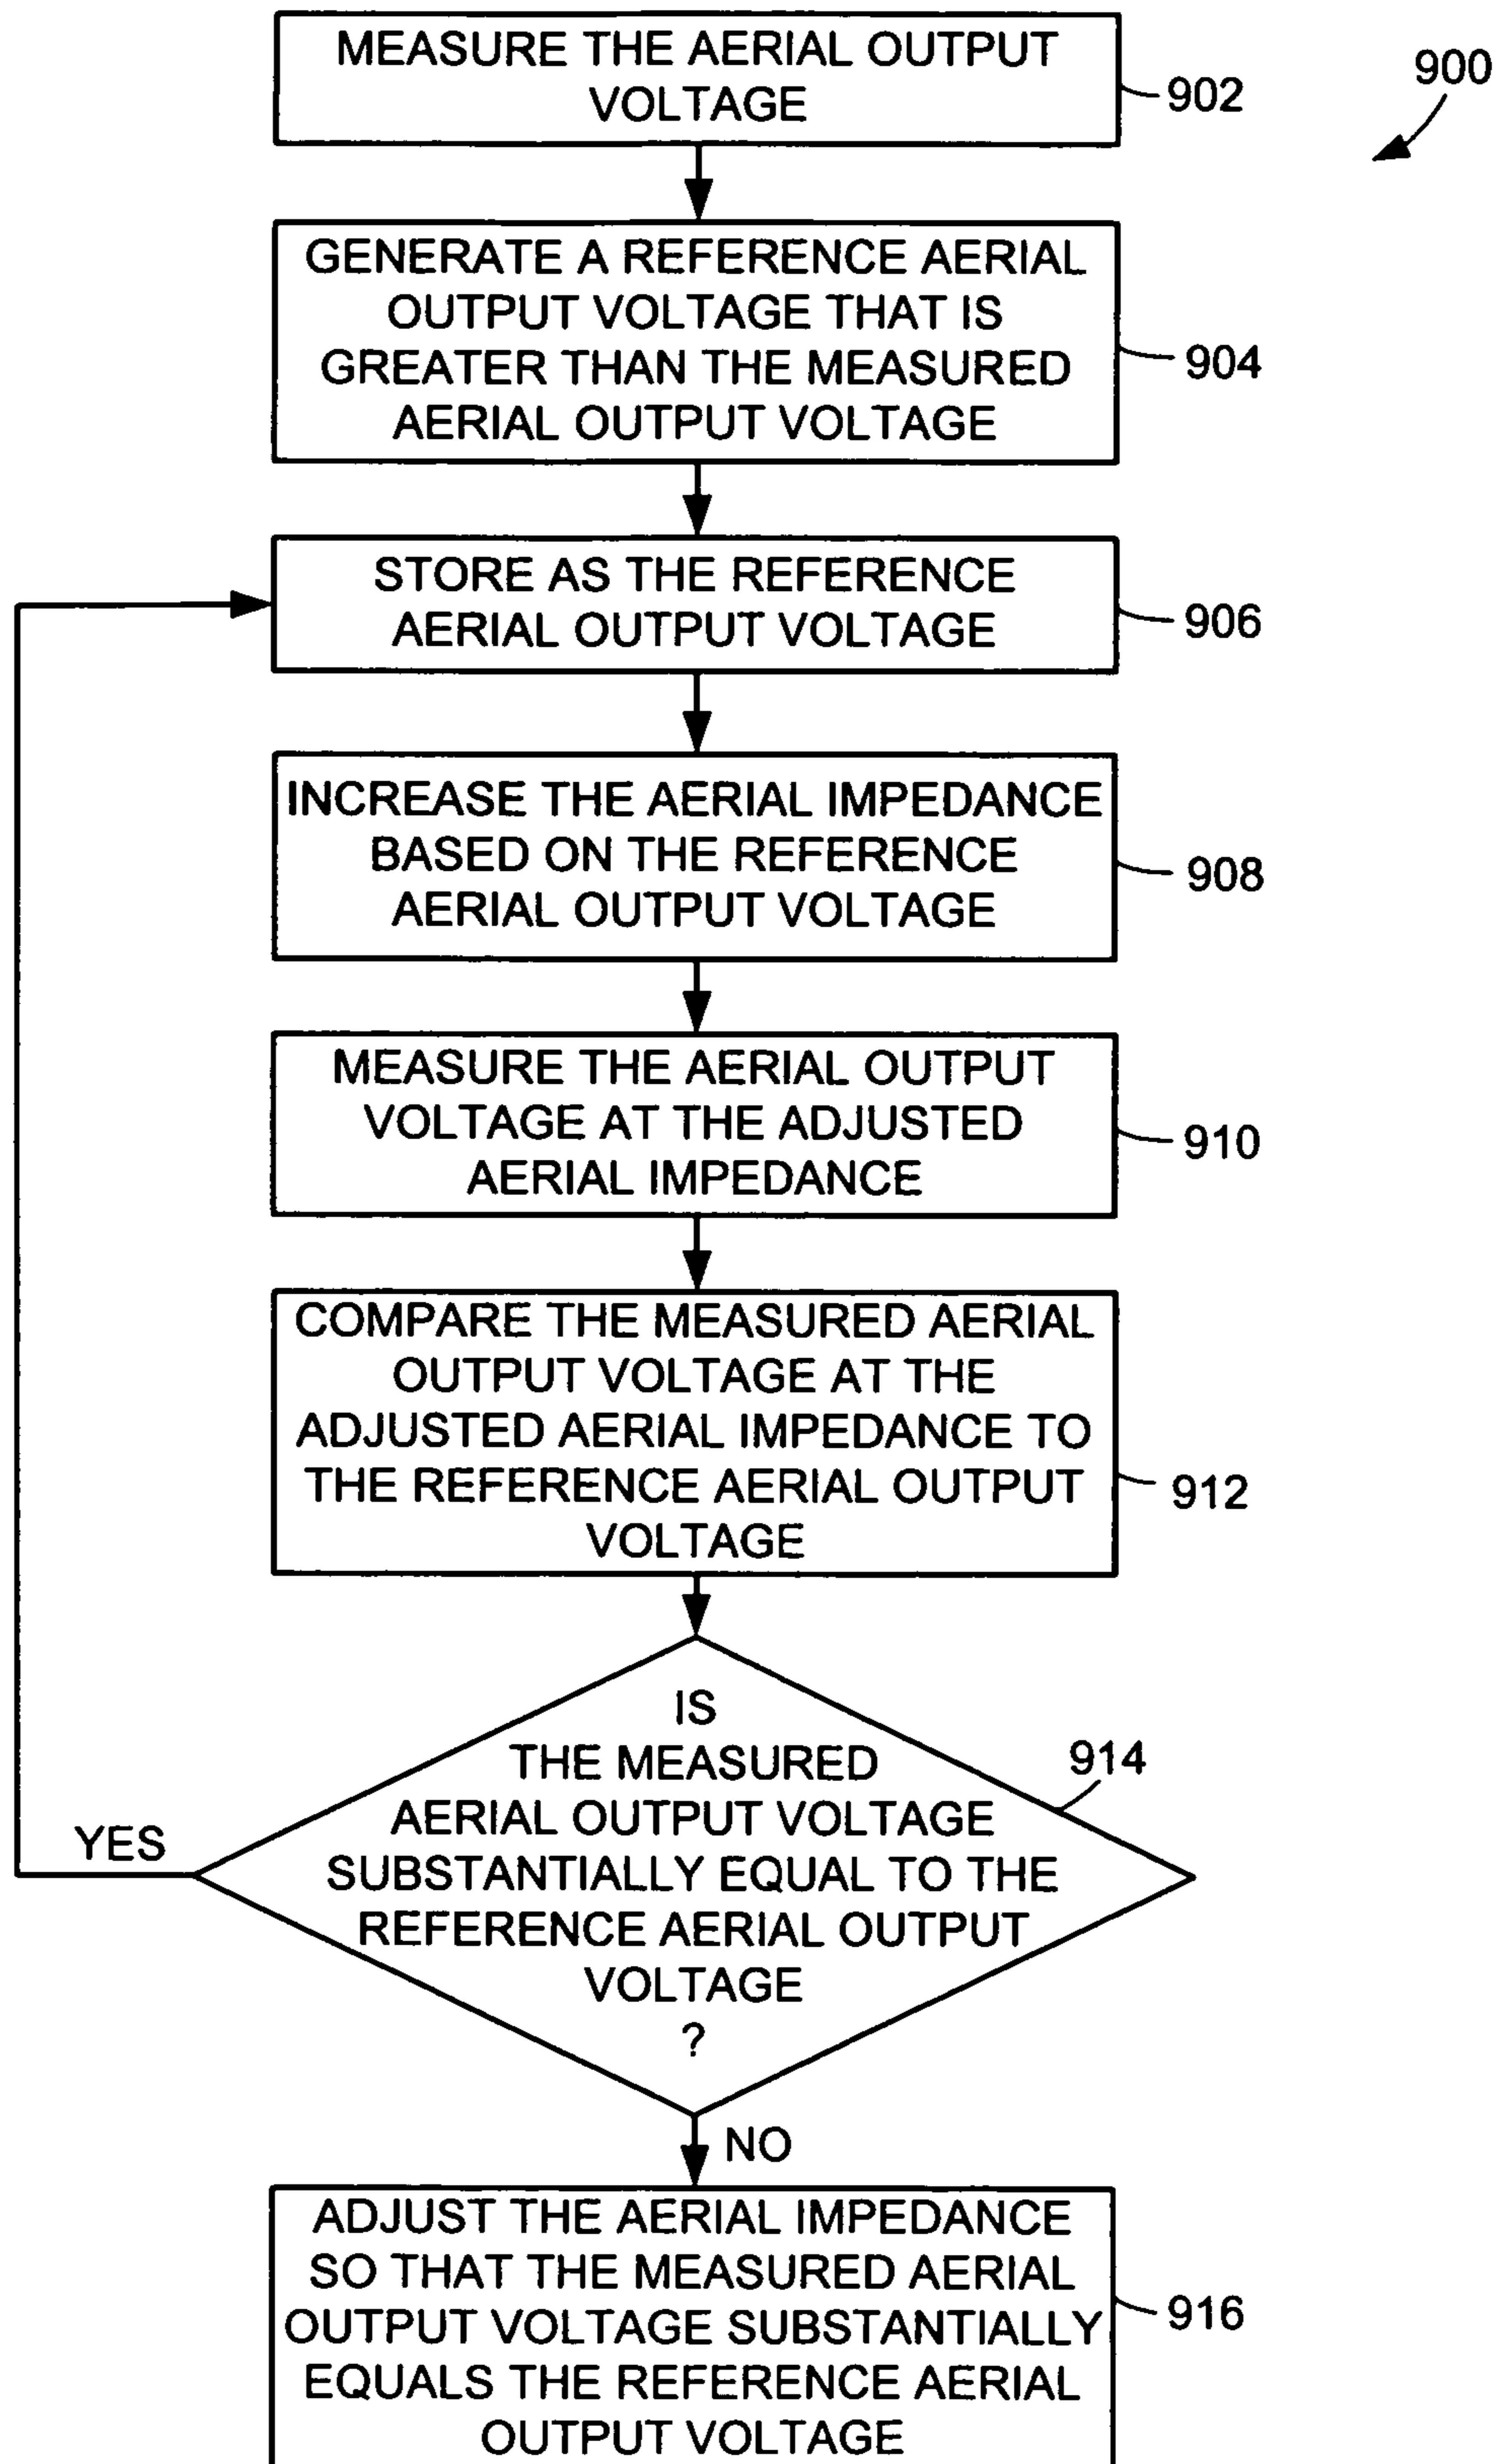 MEASURE THE AERIAL OUTPUT
VOLTAGE
902
900
GENERATE A REFERENCE AERIAL
OUTPUT VOLTAGE THAT IS
GREATER THAN THE MEASURED
AERIAL OUTPUT VOLTAGE
904
STORE AS THE REFERENCE
AERIAL OUTPUT VOLTAGE
906
INCREASE THE AERIAL IMPEDANCE
BASED ON THE REFERENCE
AERIAL OUTPUT VOLTAGE
908
MEASURE THE AERIAL OUTPUT
VOLTAGE AT THE ADJUSTED
AERIAL IMPEDANCE
910
COMPARE THE MEASURED AERIAL
OUTPUT VOLTAGE AT THE
ADJUSTED AERIAL IMPEDANCE TO
THE REFERENCE AERIAL OUTPUT
VOLTAGE
912
IS
THE MEASURED
AERIAL OUTPUT VOLTAGE
SUBSTANTIALLY EQUAL TO THE
REFERENCE AERIAL OUTPUT
VOLTAGE
?
914
YES
NO
ADJUST THE AERIAL IMPEDANCE
SO THAT THE MEASURED AERIAL
OUTPUT VOLTAGE SUBSTANTIALLY
EQUALS THE REFERENCE AERIAL
OUTPUT VOLTAGE
916